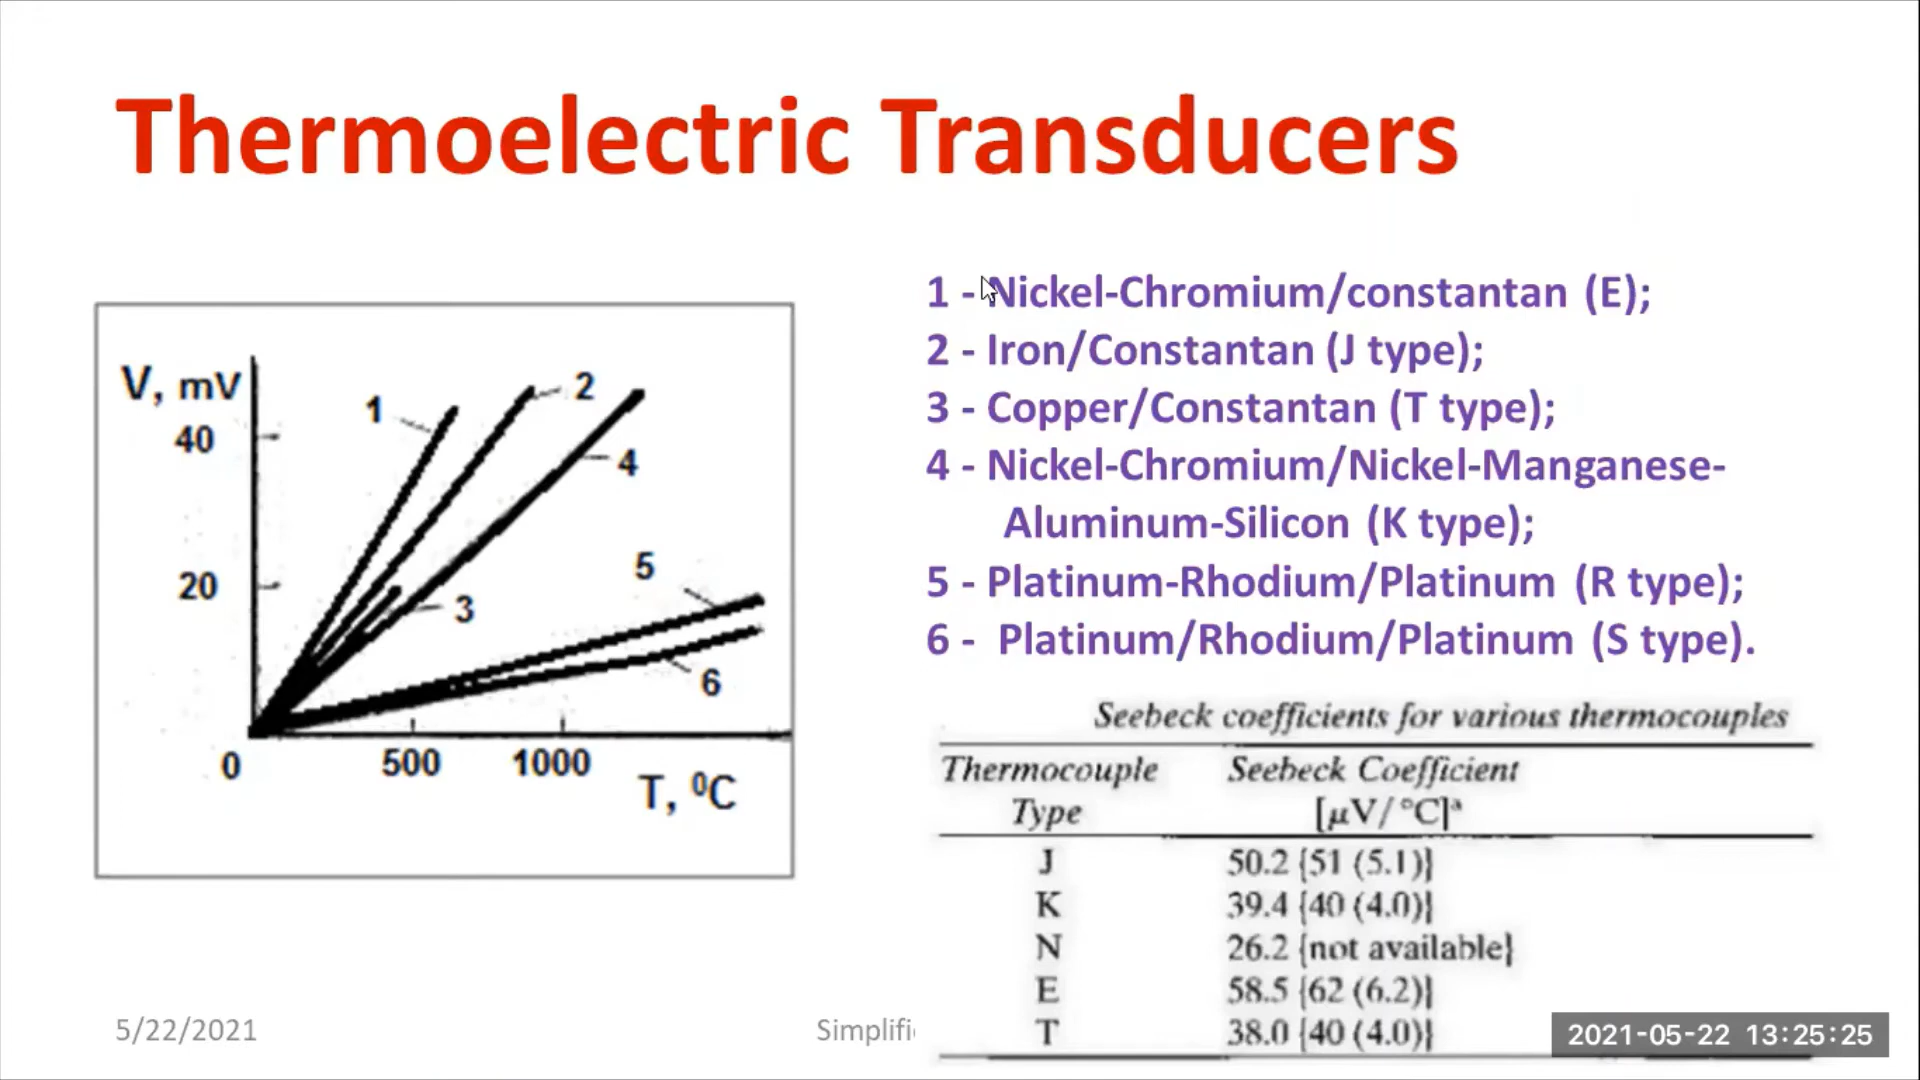 Thermoelectric Transducers
V, mV
40
20
0
500
1000
T, ⁰C
1
2
4
3
5
6
1 - Nickel-Chromium/constantan (E);
2 - Iron/Constantan (J type);
3 - Copper/Constantan (T type);
4 - Nickel-Chromium/Nickel-Manganese-
Aluminum-Silicon (K type);
5 - Platinum-Rhodium/Platinum (R type);
6 - Platinum/Rhodium/Platinum (S type).
Seebeck coefficients for various thermocouples
Thermocouple Seebeck Coefficient
Type [μV/°C]ᵃ
J 50.2 {51 (5.1)}
K 39.4 {40 (4.0)}
N 26.2 {not available}
E 58.5 {62 (6.2)}
T 38.0 {40 (4.0)}
5/22/2021
Simplifi
2021-05-22 13:25:25